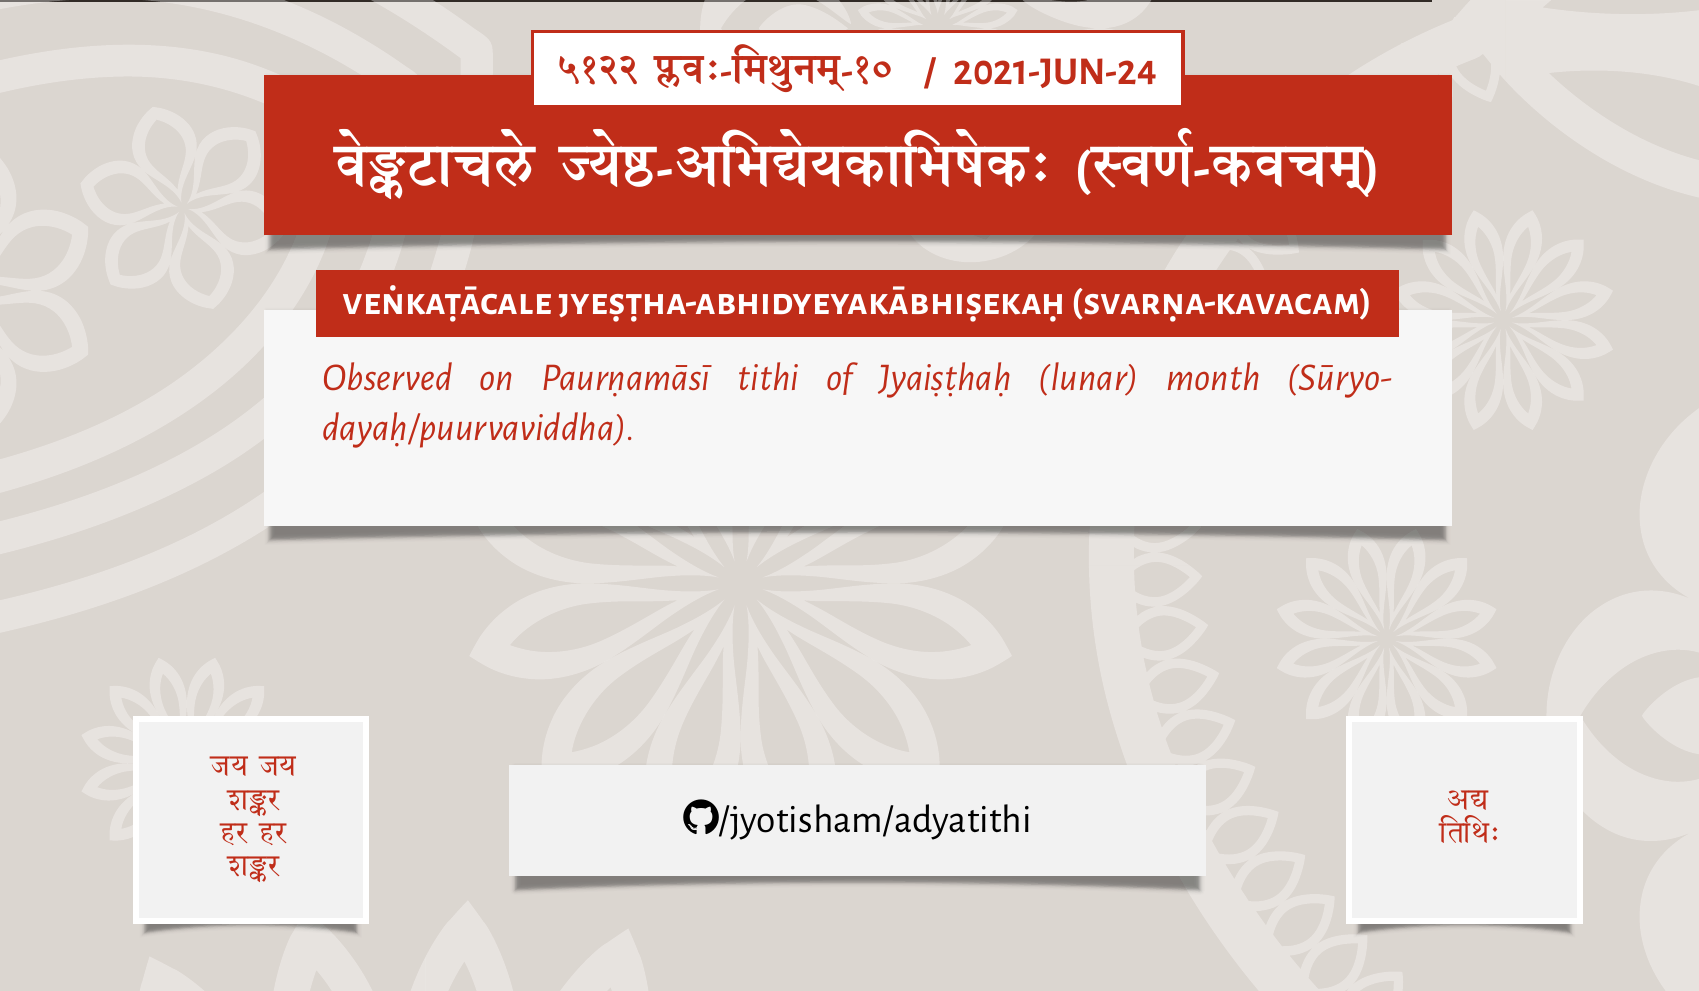 ५१२२ प्लवः-मिथुनम्-१० / 2021-JUN-24
वेङ्कटाचले ज्येष्ठ-अभिद्येयकाभिषेकः (स्वर्ण-कवचम्)
VEṄKAṬĀCALE JYEṢṬHA-ABHIDYEYAKĀBHIṢEKAḤ (SVARṆA-KAVACAM)
Observed on Paurṇamāsī tithi of Jyaiṣṭhaḥ (lunar) month (Sūryo-
dayaḥ/puurvaviddha).
जय जय
शङ्कर
हर हर
शङ्कर
/jyotisham/adyatithi
अद्य
तिथिः